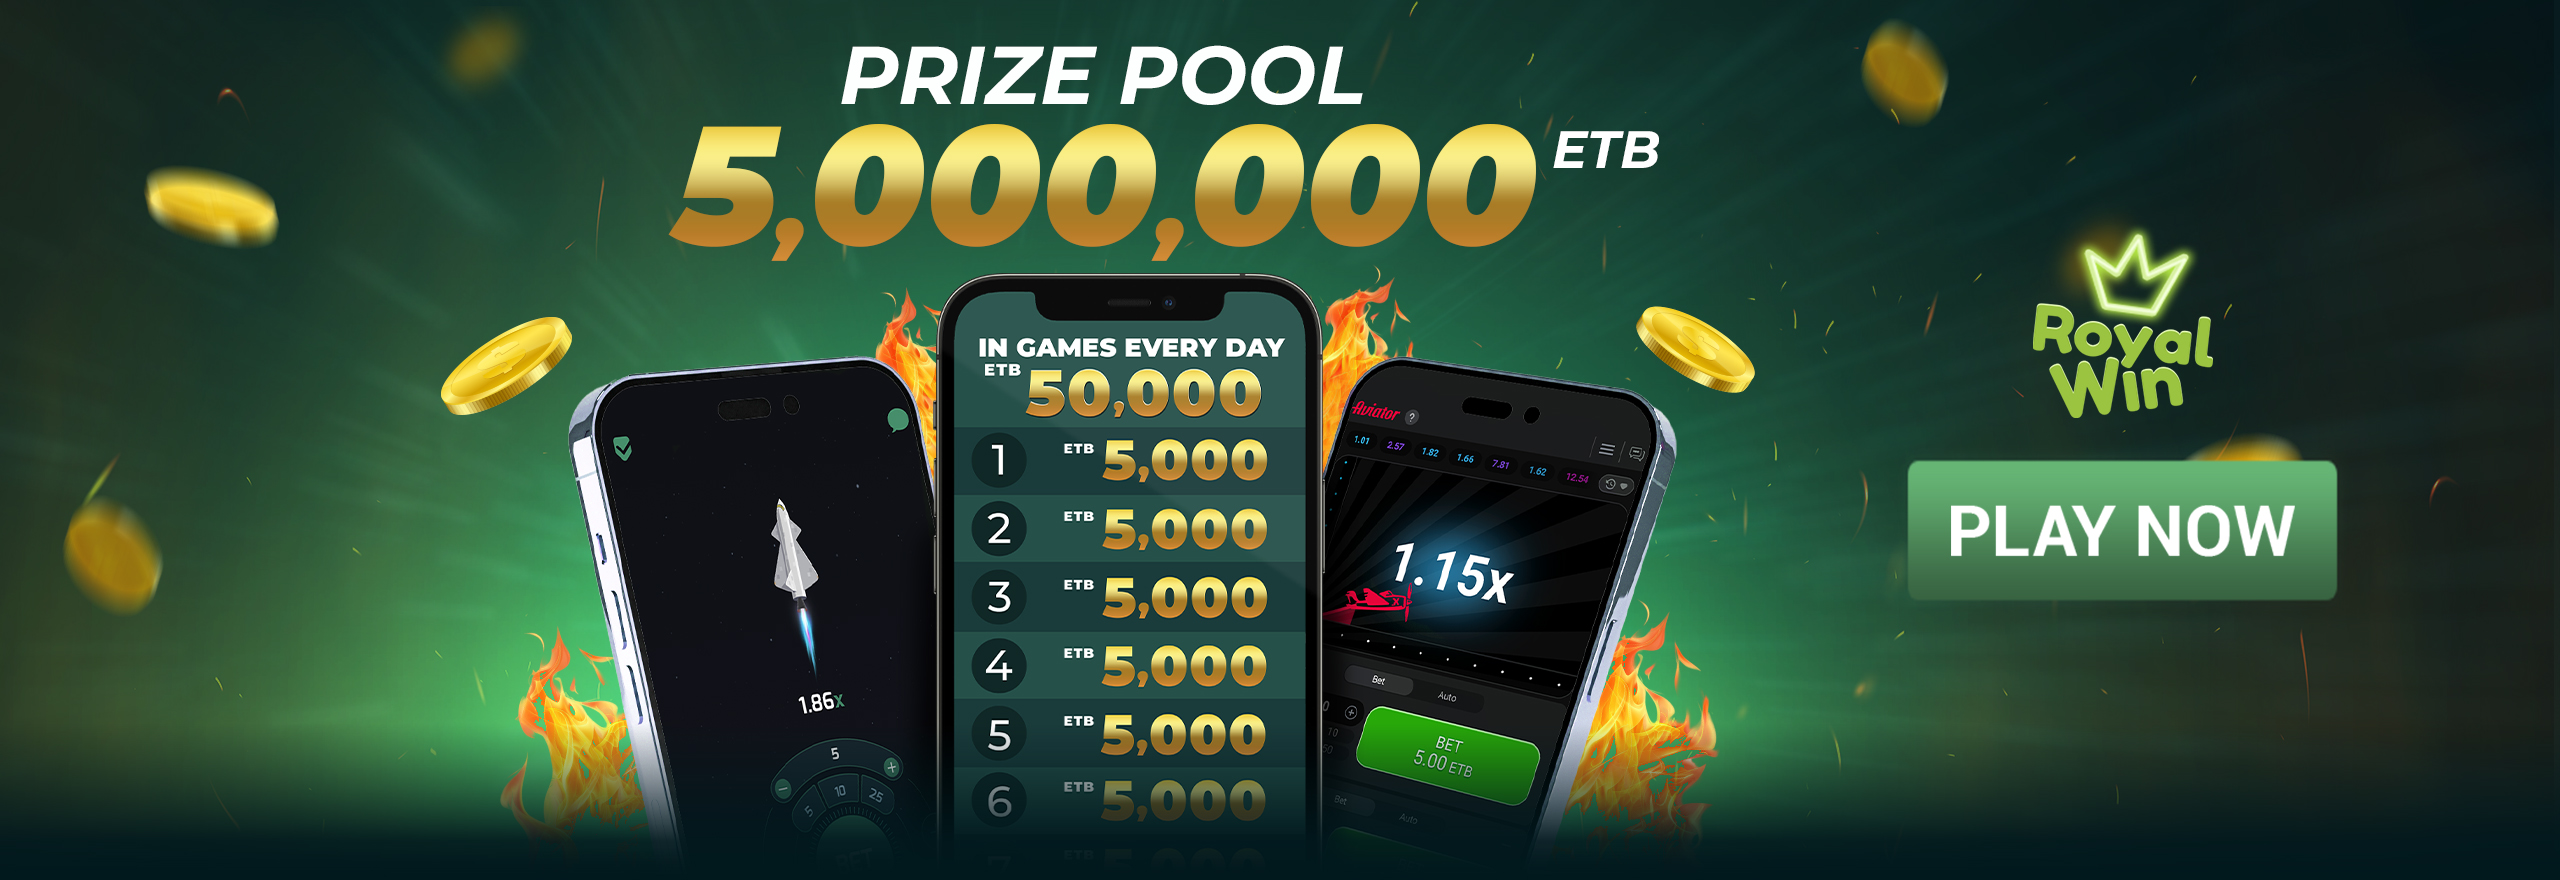 PRIZE POOL
5,000,000 ETB
IN GAMES EVERY DAY
ETB 50,000
1 ETB 5,000
2 ETB 5,000
3 ETB 5,000
4 ETB 5,000
5 ETB 5,000
6 ETB 5,000
1.86x
5
− +
5 10 25
Aviator ?
1.01 2.57 1.82 1.66 7.81 1.62 12.54
1.15x
Bet Auto
BET
5.00 ETB
Bet Auto
Royal
Win
PLAY NOW